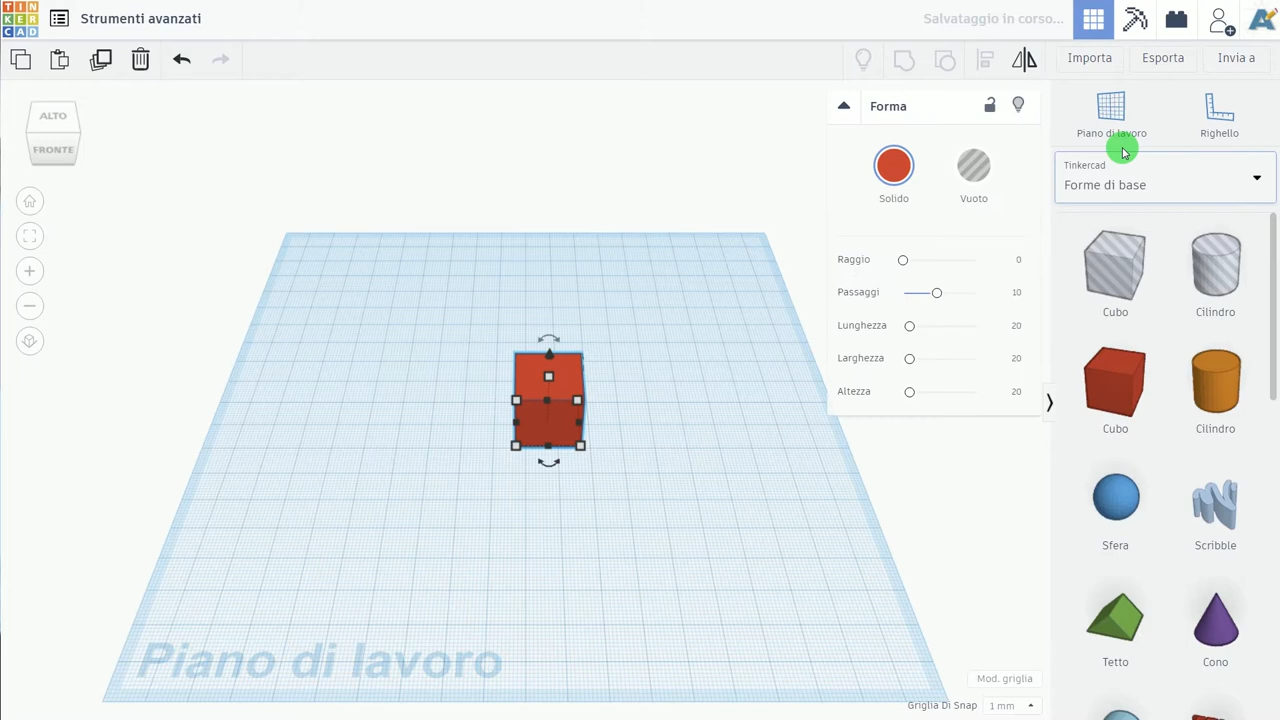 TIN
KER
CAD
Strumenti avanzati
Salvataggio in corso...
Importa
Esporta
Invia a
ALTO
FRONTE
Forma
Solido
Vuoto
Raggio 0
Passaggi 10
Lunghezza 20
Larghezza 20
Altezza 20
Piano di lavoro
Righello
Tinkercad
Forme di base
Cubo
Cilindro
Cubo
Cilindro
Sfera
Scribble
Tetto
Cono
Piano di lavoro
Mod. griglia
Griglia Di Snap 1 mm